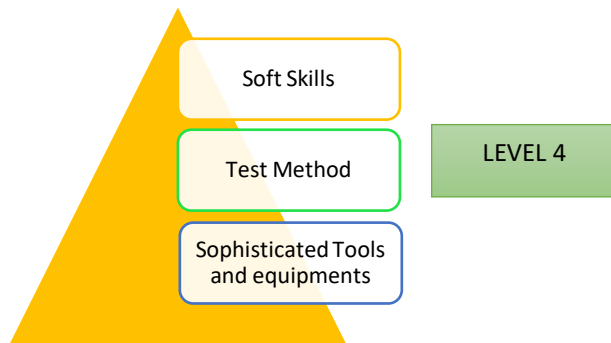 Soft Skills
Test Method
LEVEL 4
Sophisticated Tools
and equipments